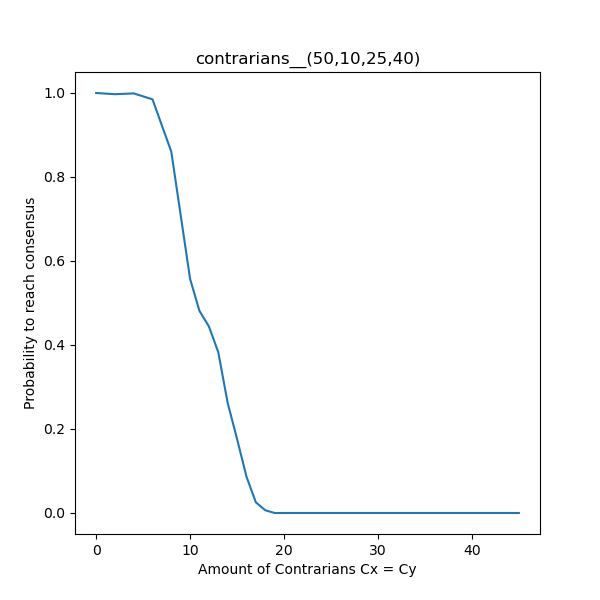 contrarians__(50,10,25,40)
Probability to reach consensus
1.0
0.8
0.6
0.4
0.2
0.0
0 10 20 30 40
Amount of Contrarians Cx = Cy